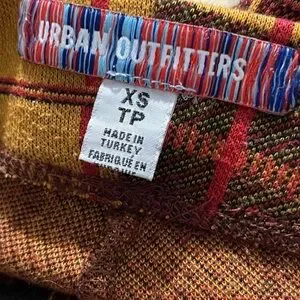 URBAN OUTFITTERS
XS
TP
MADE IN
TURKEY
FABRIQUÉ EN